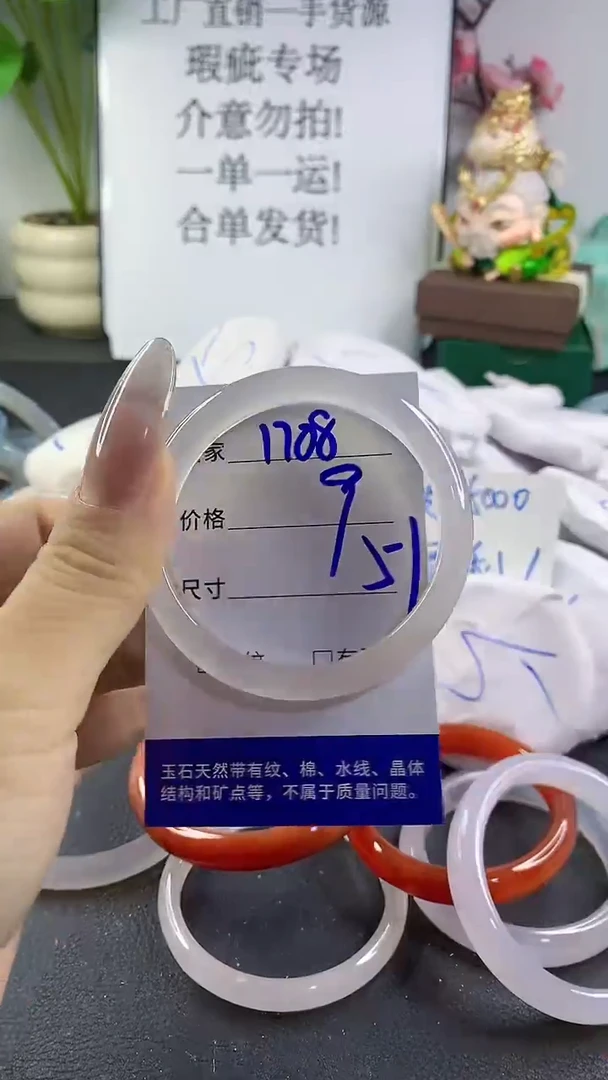 工厂直销—手货源
瑕疵专场
介意勿拍!
一单一运!
合单发货!
家 1708
价格 9
尺寸 51
玉石天然带有纹、棉、水线、晶体
结构和矿点等，不属于质量问题。